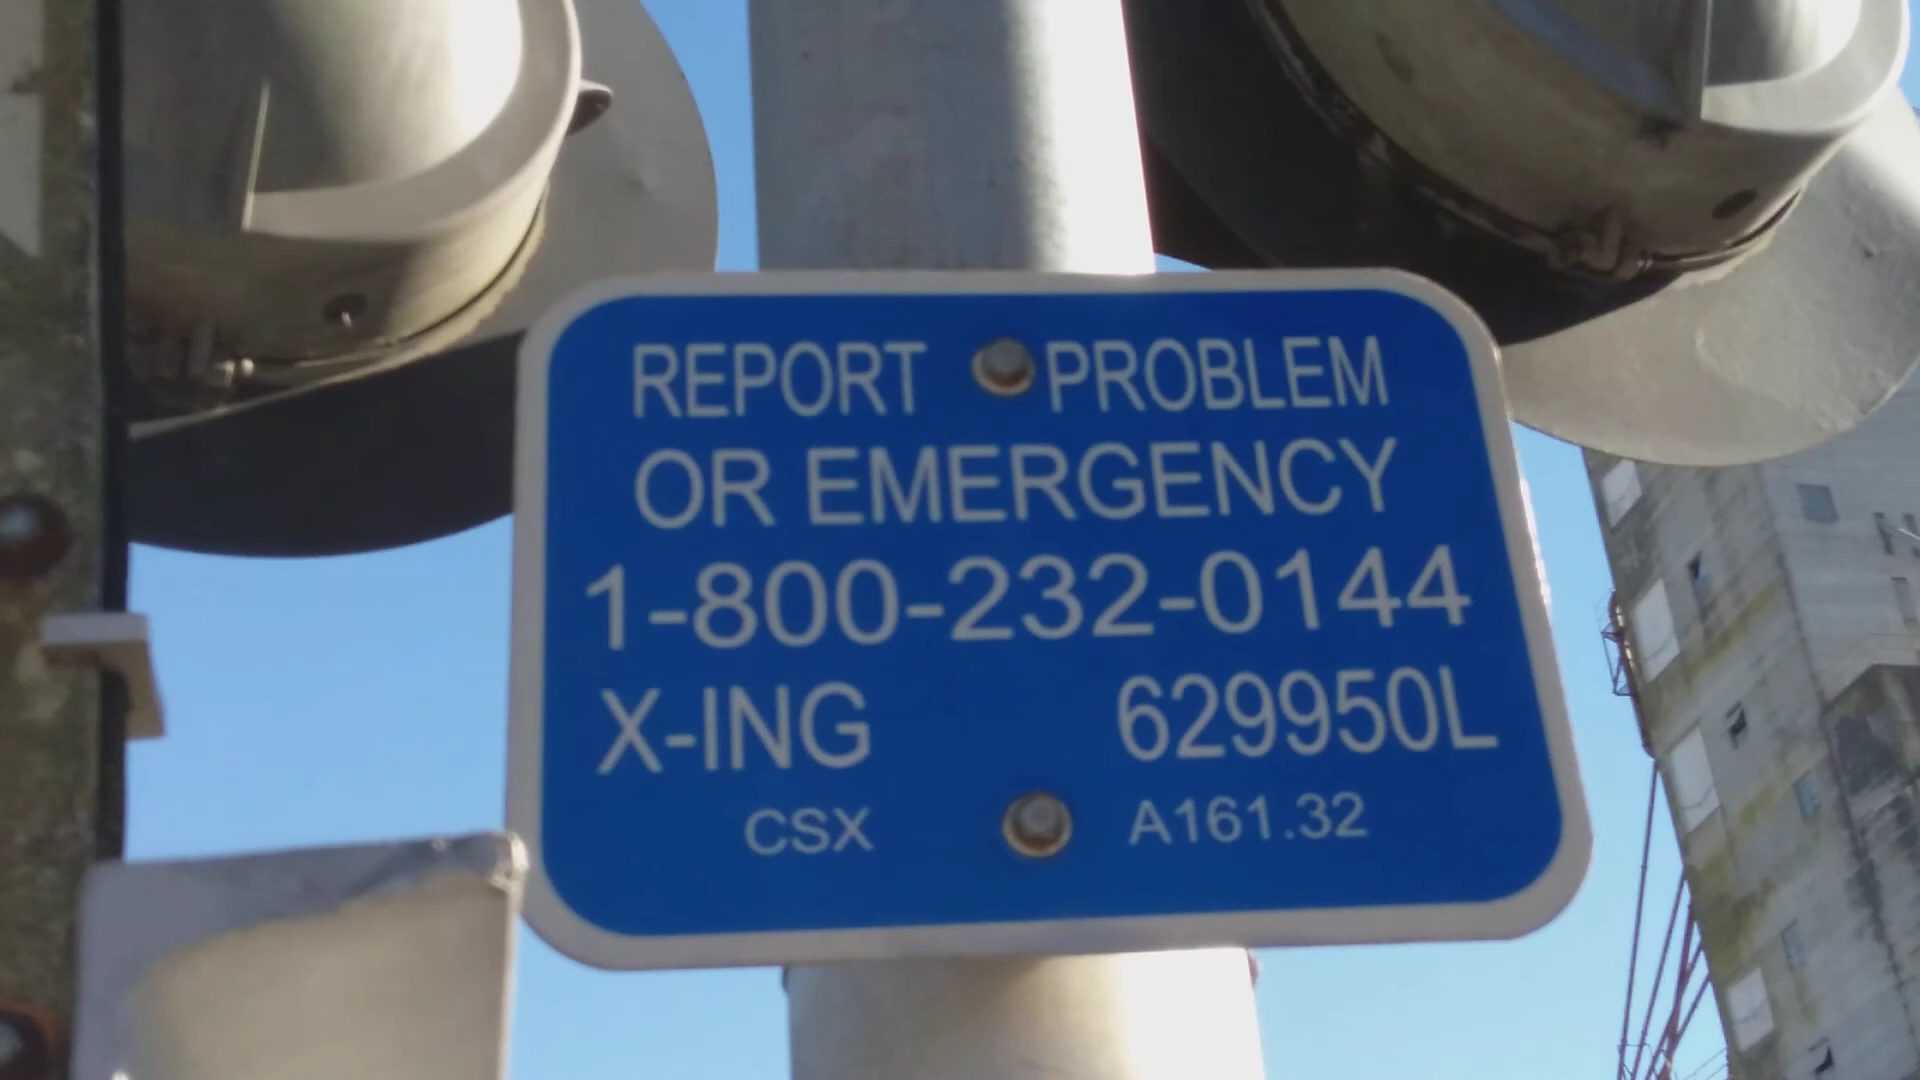 REPORT PROBLEM
OR EMERGENCY
1-800-232-0144
X-ING 629950L
CSX A161.32